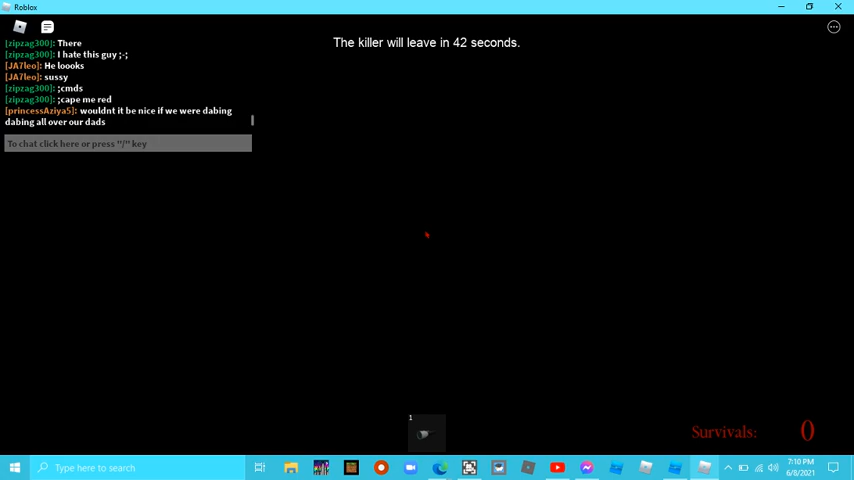 Roblox
The killer will leave in 42 seconds.
[zipzag300]: There
[zipzag300]: I hate this guy ;-;
[JA7leo]: He loooks
[JA7leo]: sussy
[zipzag300]: ;cmds
[zipzag300]: ;cape me red
[princessAziya5]: wouldnt it be nice if we were dabing
dabing all over our dads
To chat click here or press "/" key
1
Survivals: 0
Type here to search
7:10 PM
6/8/2021